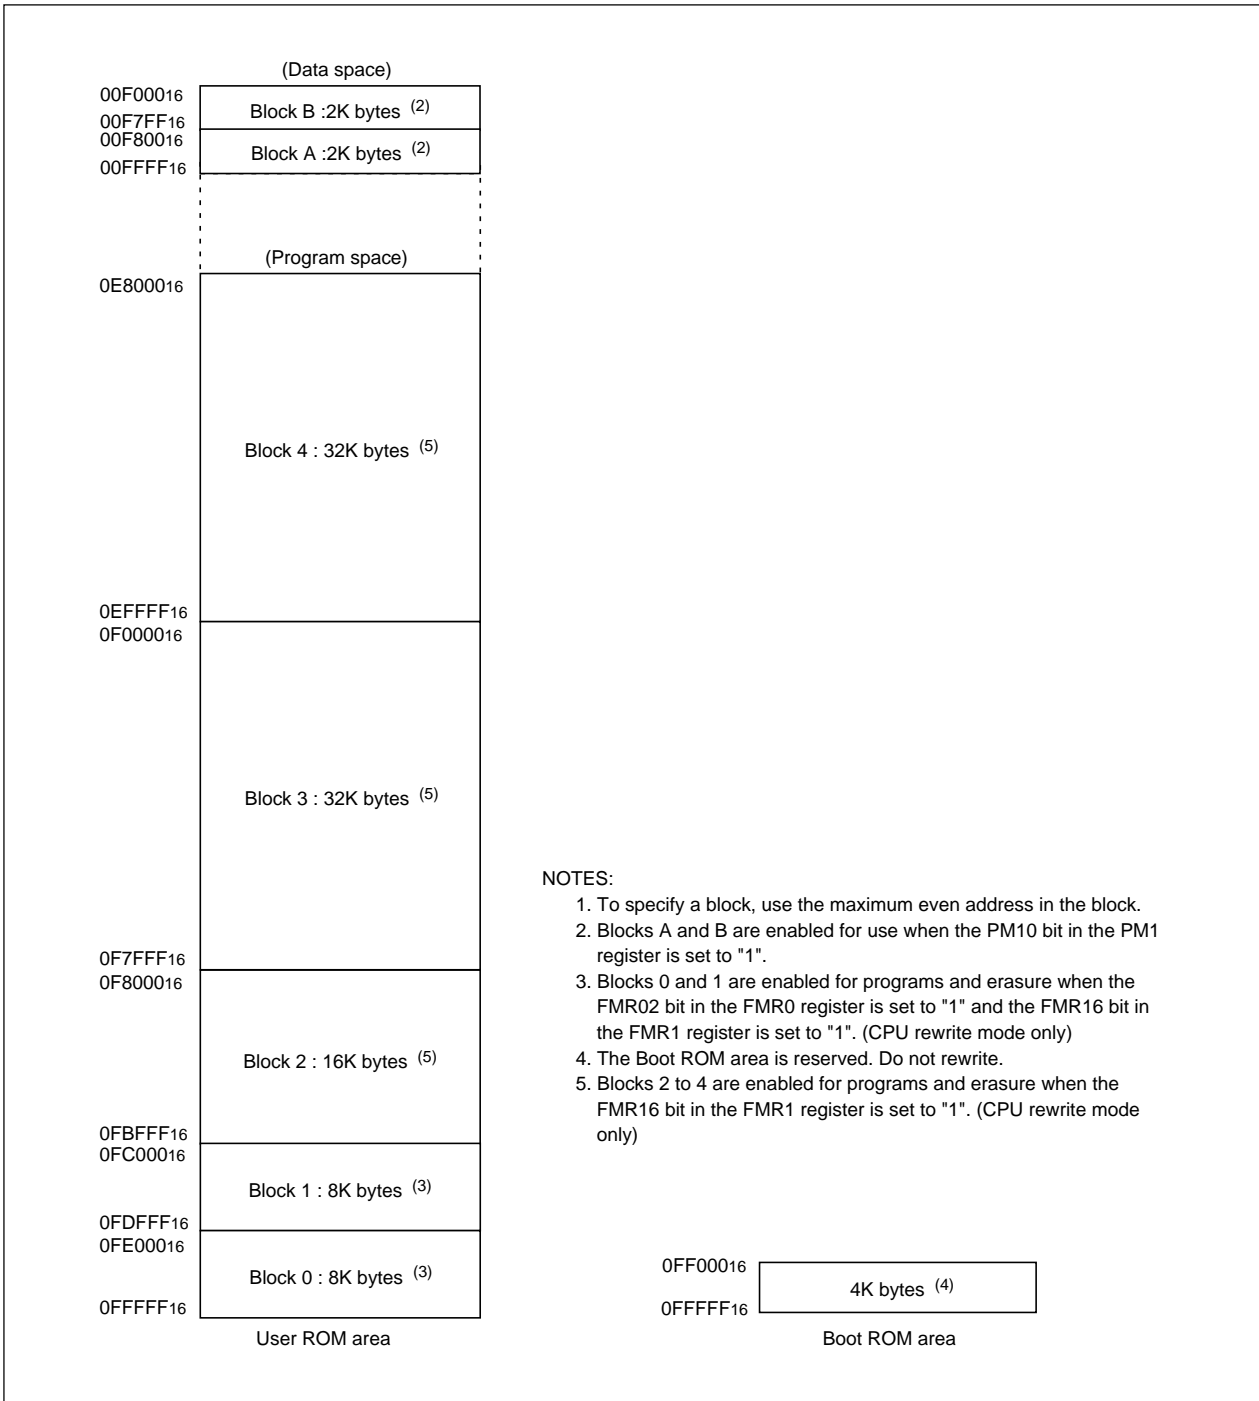 (Data space)
00F00016
Block B :2K bytes (2)
00F7FF16
00F80016
Block A :2K bytes (2)
00FFFF16
(Program space)
0E800016
Block 4 : 32K bytes (5)
0EFFFF16
0F000016
Block 3 : 32K bytes (5)
0F7FFF16
0F800016
Block 2 : 16K bytes (5)
0FBFFF16
0FC00016
Block 1 : 8K bytes (3)
0FDFFF16
0FE00016
Block 0 : 8K bytes (3)
0FFFFF16
User ROM area
NOTES:
1. To specify a block, use the maximum even address in the block.
2. Blocks A and B are enabled for use when the PM10 bit in the PM1
register is set to "1".
3. Blocks 0 and 1 are enabled for programs and erasure when the
FMR02 bit in the FMR0 register is set to "1" and the FMR16 bit in
the FMR1 register is set to "1". (CPU rewrite mode only)
4. The Boot ROM area is reserved. Do not rewrite.
5. Blocks 2 to 4 are enabled for programs and erasure when the
FMR16 bit in the FMR1 register is set to "1". (CPU rewrite mode
only)
0FF00016
4K bytes (4)
0FFFFF16
Boot ROM area